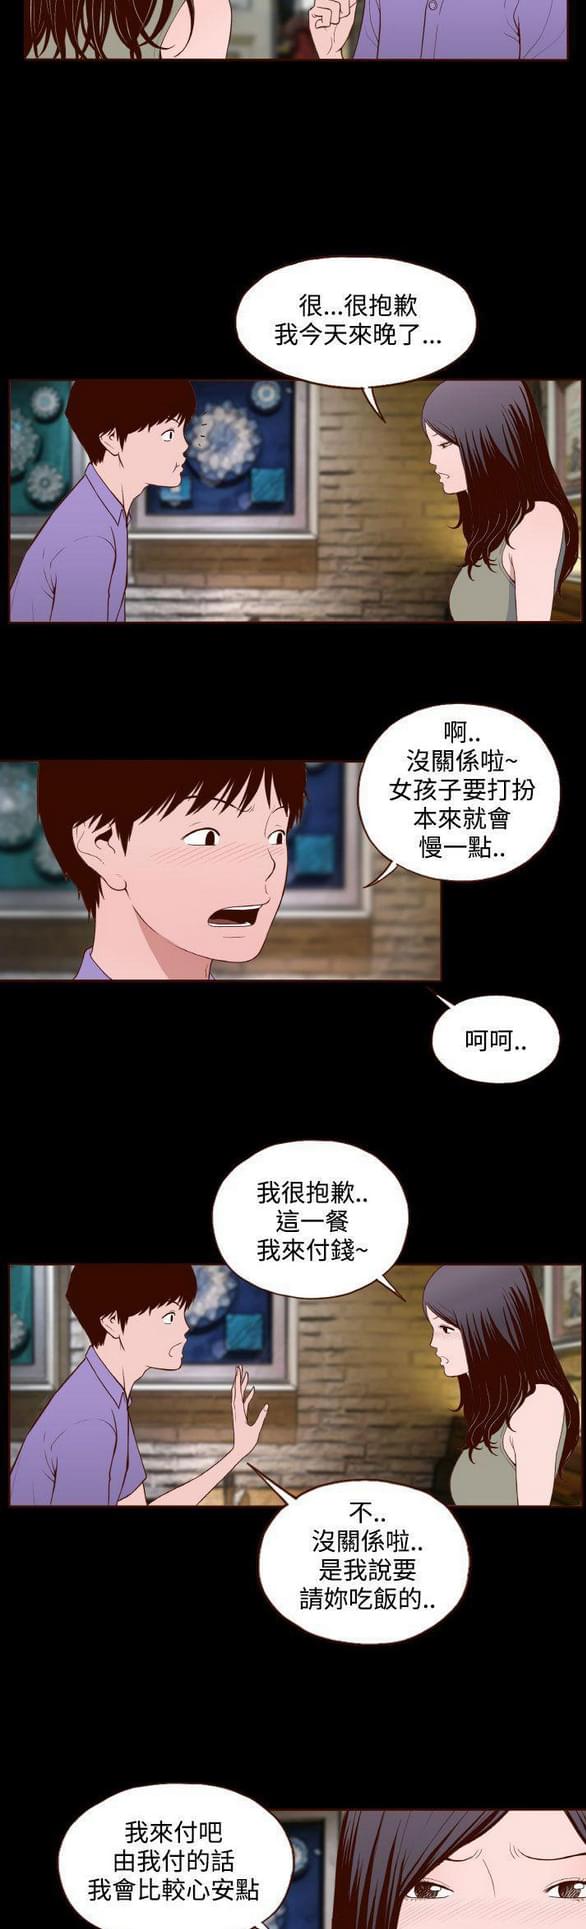 很...很抱歉
我今天來晚了...
啊..
沒關係啦~
女孩子要打扮
本來就會
慢一點..
呵呵..
我很抱歉..
這一餐
我來付錢~
不..
沒關係啦..
是我說要
請妳吃飯的..
我來付吧
由我付的話
我會比較心安點